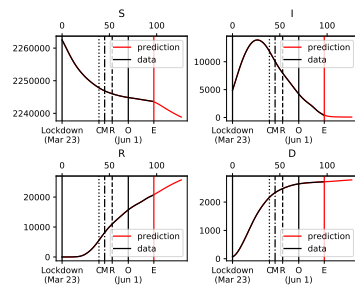 S
0 50 100
2260000
2250000
2240000
prediction
data
Lockdown CMR O E
(Mar 23) (Jun 1)
I
0 50 100
10000
5000
0
prediction
data
Lockdown CMR O E
(Mar 23) (Jun 1)
R
0 50 100
20000
10000
0
prediction
data
Lockdown CMR O E
(Mar 23) (Jun 1)
D
0 50 100
2000
1000
0
prediction
data
Lockdown CMR O E
(Mar 23) (Jun 1)